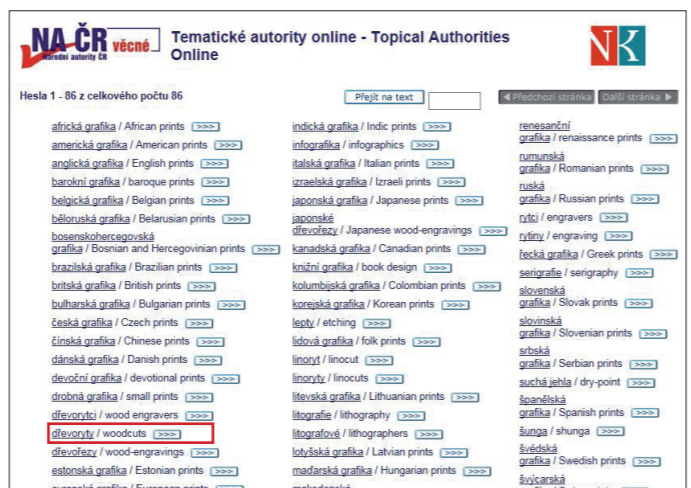 NA-ČR věcné
Národní autority ČR
Tematické autority online - Topical Authorities
Online
NK
Hesla 1 - 86 z celkového počtu 86
Přejít na text
Předchozí stránka
Další stránka
africká grafika / African prints >>>
americká grafika / American prints >>>
anglická grafika / English prints >>>
barokní grafika / baroque prints >>>
belgická grafika / Belgian prints >>>
běloruská grafika / Belarusian prints >>>
bosenskohercegovská
grafika / Bosnian and Hercegovinian prints >>>
brazilská grafika / Brazilian prints >>>
britská grafika / British prints >>>
bulharská grafika / Bulgarian prints >>>
česká grafika / Czech prints >>>
čínská grafika / Chinese prints >>>
dánská grafika / Danish prints >>>
devoční grafika / devotional prints >>>
drobná grafika / small prints >>>
dřevorytci / wood engravers >>>
dřevoryty / woodcuts >>>
dřevořezy / wood-engravings >>>
estonská grafika / Estonian prints >>>
indická grafika / Indic prints >>>
infografika / infographics >>>
italská grafika / Italian prints >>>
izraelská grafika / Izraeli prints >>>
japonská grafika / Japanese prints >>>
japonské
dřevořezy / Japanese wood-engravings >>>
kanadská grafika / Canadian prints >>>
knižní grafika / book design >>>
kolumbijská grafika / Colombian prints >>>
korejská grafika / Korean prints >>>
lepty / etching >>>
lidová grafika / folk prints >>>
linoryt / linocut >>>
linoryty / linocuts >>>
litevská grafika / Lithuanian prints >>>
litografie / lithography >>>
litografové / lithographers >>>
lotyšská grafika / Latvian prints >>>
maďarská grafika / Hungarian prints >>>
renesanční
grafika / renaissance prints >>>
rumunská
grafika / Romanian prints >>>
ruská
grafika / Russian prints >>>
rytci / engravers >>>
rytiny / engraving >>>
řecká grafika / Greek prints >>>
serigrafie / serigraphy >>>
slovenská
grafika / Slovak prints >>>
slovinská
grafika / Slovenian prints >>>
srbská
grafika / Serbian prints >>>
suchá jehla / dry-point >>>
španělská
grafika / Spanish prints >>>
šunga / shunga >>>
švédská
grafika / Swedish prints >>>
švýcarská